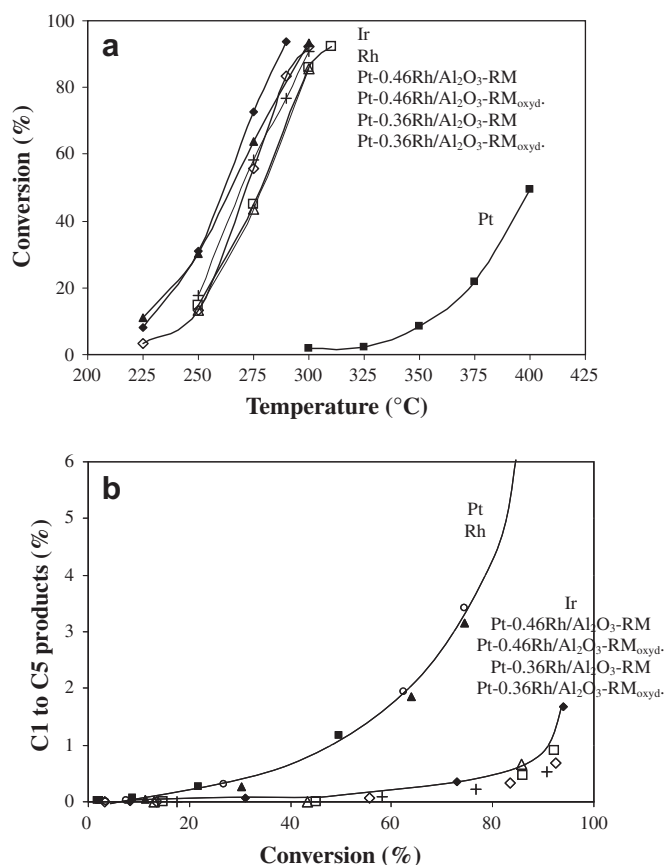 a
Ir
Rh
Pt-0.46Rh/Al₂O₃-RM
Pt-0.46Rh/Al₂O₃-RMoxyd.
Pt-0.36Rh/Al₂O₃-RM
Pt-0.36Rh/Al₂O₃-RMoxyd.
Pt
Conversion (%)
100
80
60
40
20
0
200 225 250 275 300 325 350 375 400 425
Temperature (°C)
b
Pt
Rh
Ir
Pt-0.46Rh/Al₂O₃-RM
Pt-0.46Rh/Al₂O₃-RMoxyd.
Pt-0.36Rh/Al₂O₃-RM
Pt-0.36Rh/Al₂O₃-RMoxyd.
C1 to C5 products (%)
6
5
4
3
2
1
0
0 20 40 60 80 100
Conversion (%)